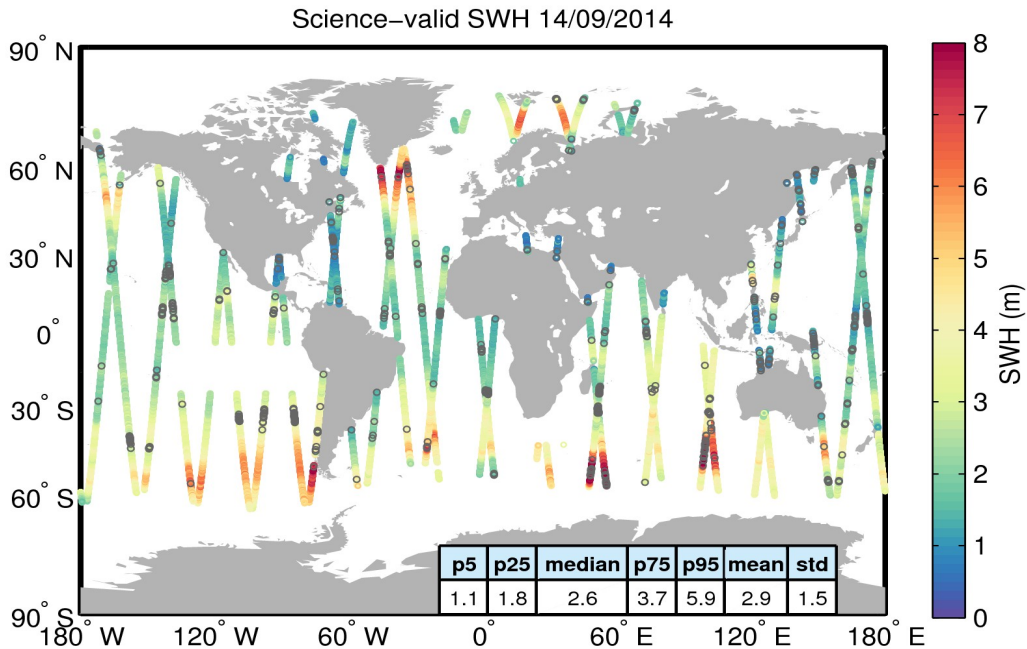 Science−valid SWH 14/09/2014
90° N
60° N
30° N
0°
30° S
60° S
90° S
180° W
120° W
60° W
0°
60° E
120° E
180° E
p5 p25 median p75 p95 mean std
1.1 1.8 2.6 3.7 5.9 2.9 1.5
8
7
6
5
4
3
2
1
0
SWH (m)